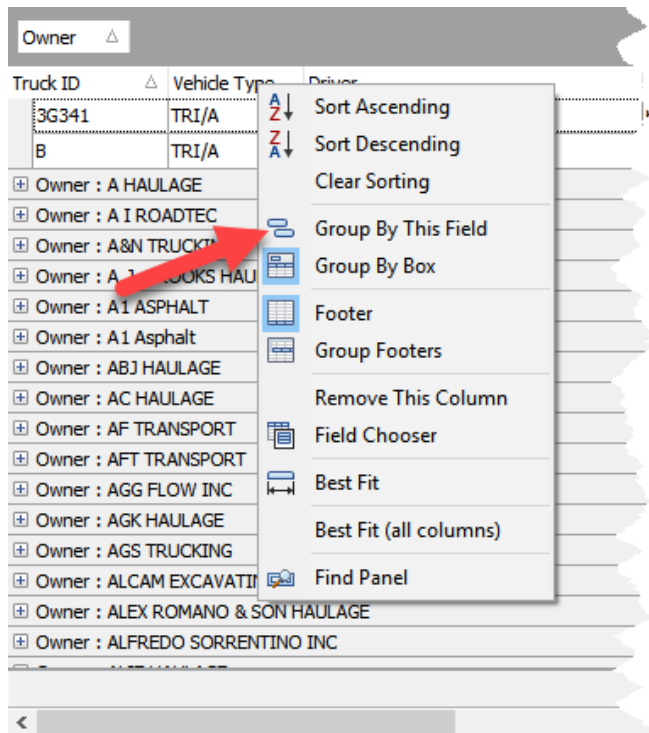 Owner
Truck ID Vehicle Type Driver
3G341 TRI/A
B TRI/A
Owner : A HAULAGE
Owner : A I ROADTEC
Owner : A&N TRUCKIN
Owner : A
OOKS HAU
Owner : A1 ASPHALT
Owner : A1 Asphalt
Owner : ABJ HAULAGE
Owner : AC HAULAGE
Owner : AF TRANSPORT
Owner : AFT TRANSPORT
Owner : AGG FLOW INC
Owner : AGK HAULAGE
Owner : AGS TRUCKING
Owner : ALCAM EXCAVATI
Owner : ALEX ROMANO & SON HAULAGE
Owner : ALFREDO SORRENTINO INC
Sort Ascending
Sort Descending
Clear Sorting
Group By This Field
Group By Box
Footer
Group Footers
Remove This Column
Field Chooser
Best Fit
Best Fit (all columns)
Find Panel